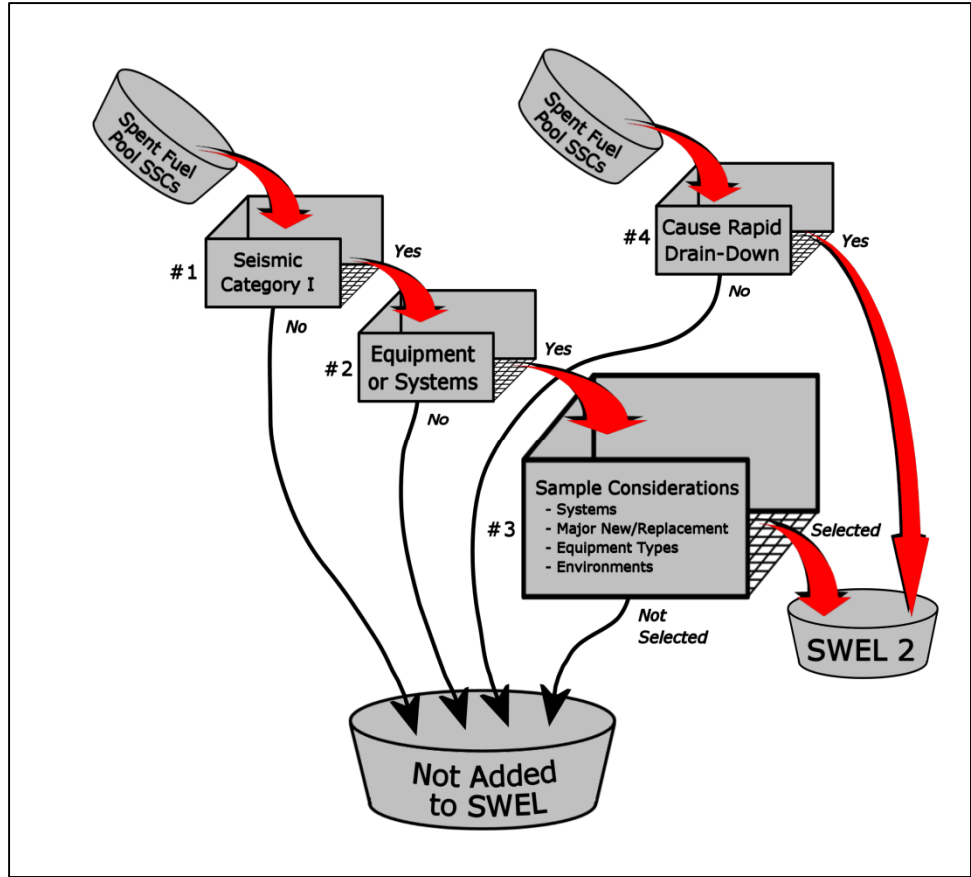 Spent Fuel
Pool SSCs
#1
Seismic
Category I
Yes
No
#2
Equipment
or Systems
Yes
No
#3
Sample Considerations
- Systems
- Major New/Replacement
- Equipment Types
- Environments
Selected
Not
Selected
Spent Fuel
Pool SSCs
#4
Cause Rapid
Drain-Down
Yes
No
SWEL 2
Not Added
to SWEL